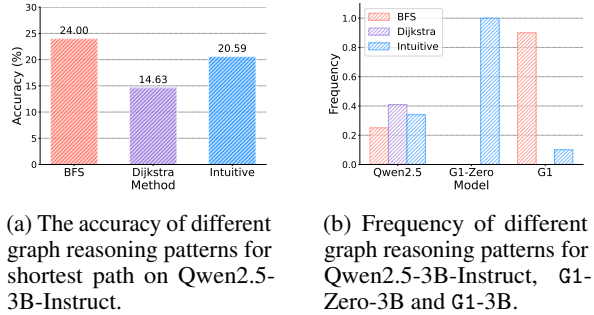 30
25
20
15
10
5
0
Accuracy (%)
24.00
14.63
20.59
BFS
Dijkstra
Intuitive
Method
1.0
0.8
0.6
0.4
0.2
0.0
Frequency
BFS
Dijkstra
Intuitive
Qwen2.5
G1-Zero
G1
Model
(a) The accuracy of different
graph reasoning patterns for
shortest path on Qwen2.5-
3B-Instruct.
(b) Frequency of different
graph reasoning patterns for
Qwen2.5-3B-Instruct, G1-
Zero-3B and G1-3B.